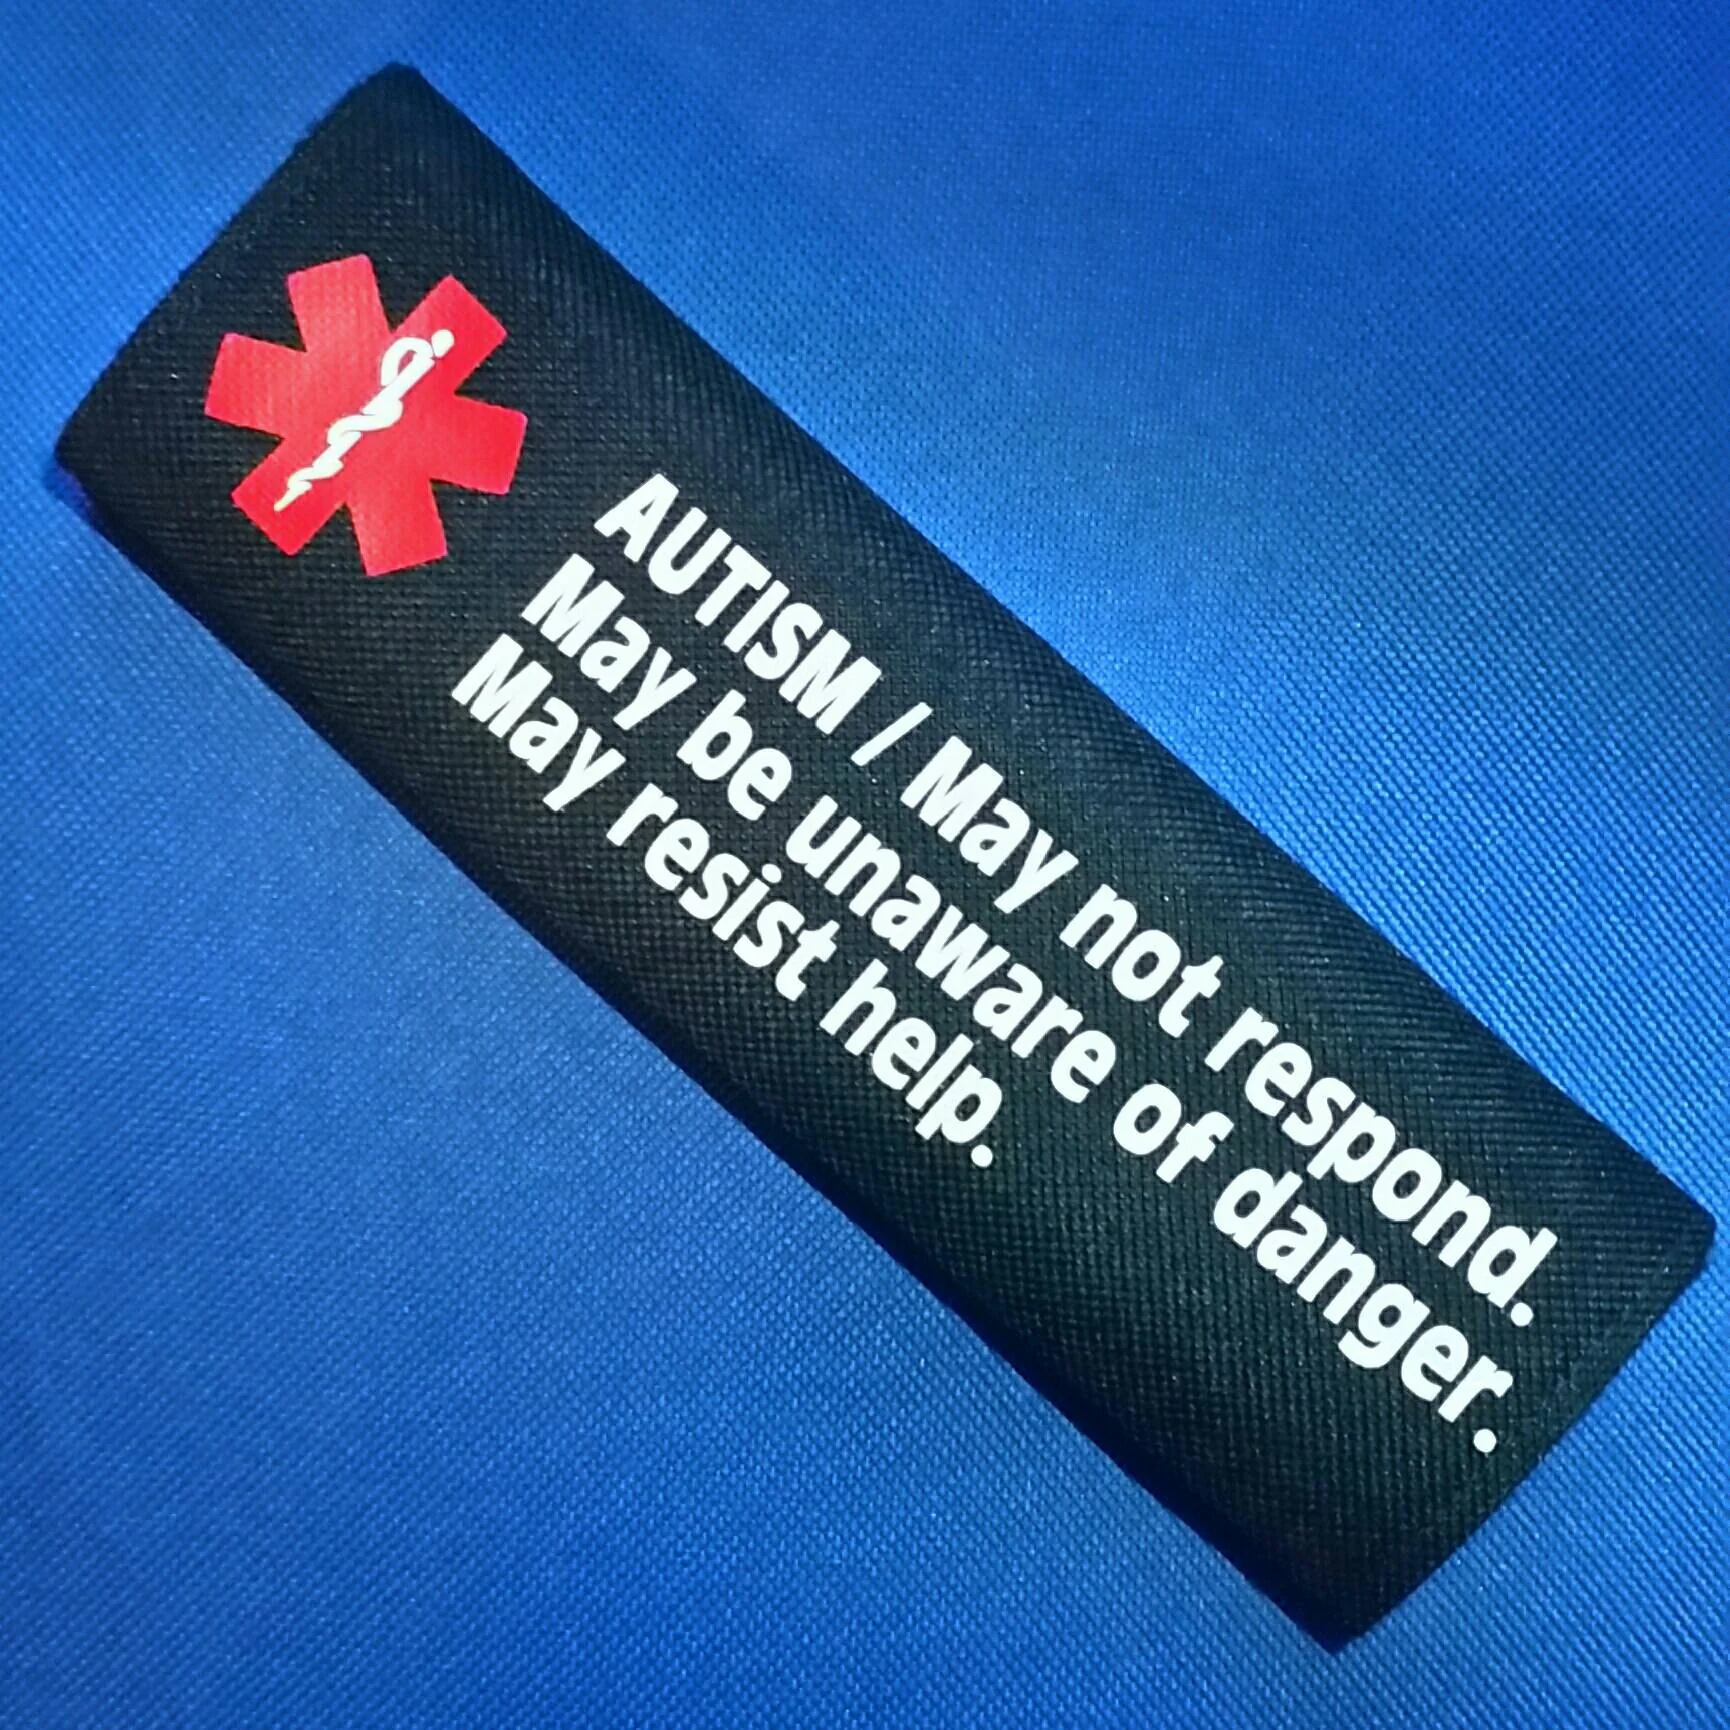 AUTISM / May not respond.
May be unaware of danger.
May resist help.